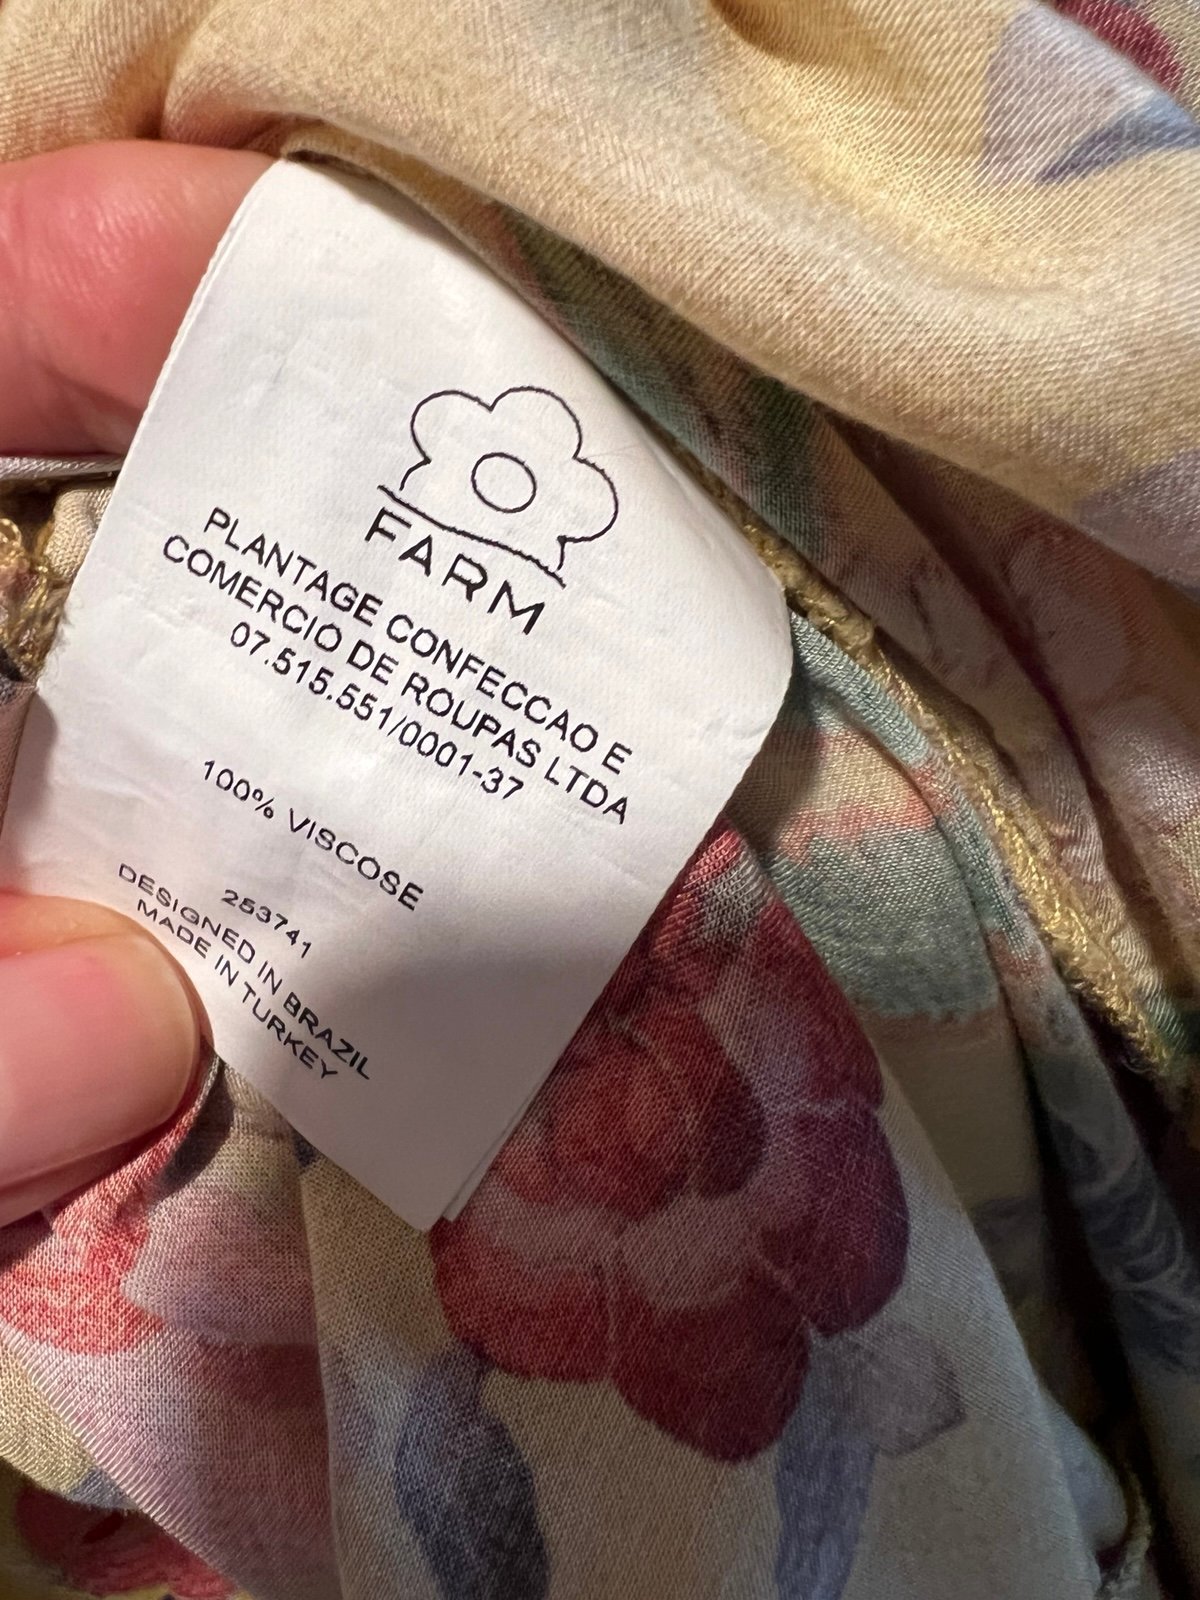 FARM
PLANTAGE CONFECCAO E
COMERCIO DE ROUPAS LTDA
07.515.551/0001-37
100% VISCOSE
253741
DESIGNED IN BRAZIL
MADE IN TURKEY